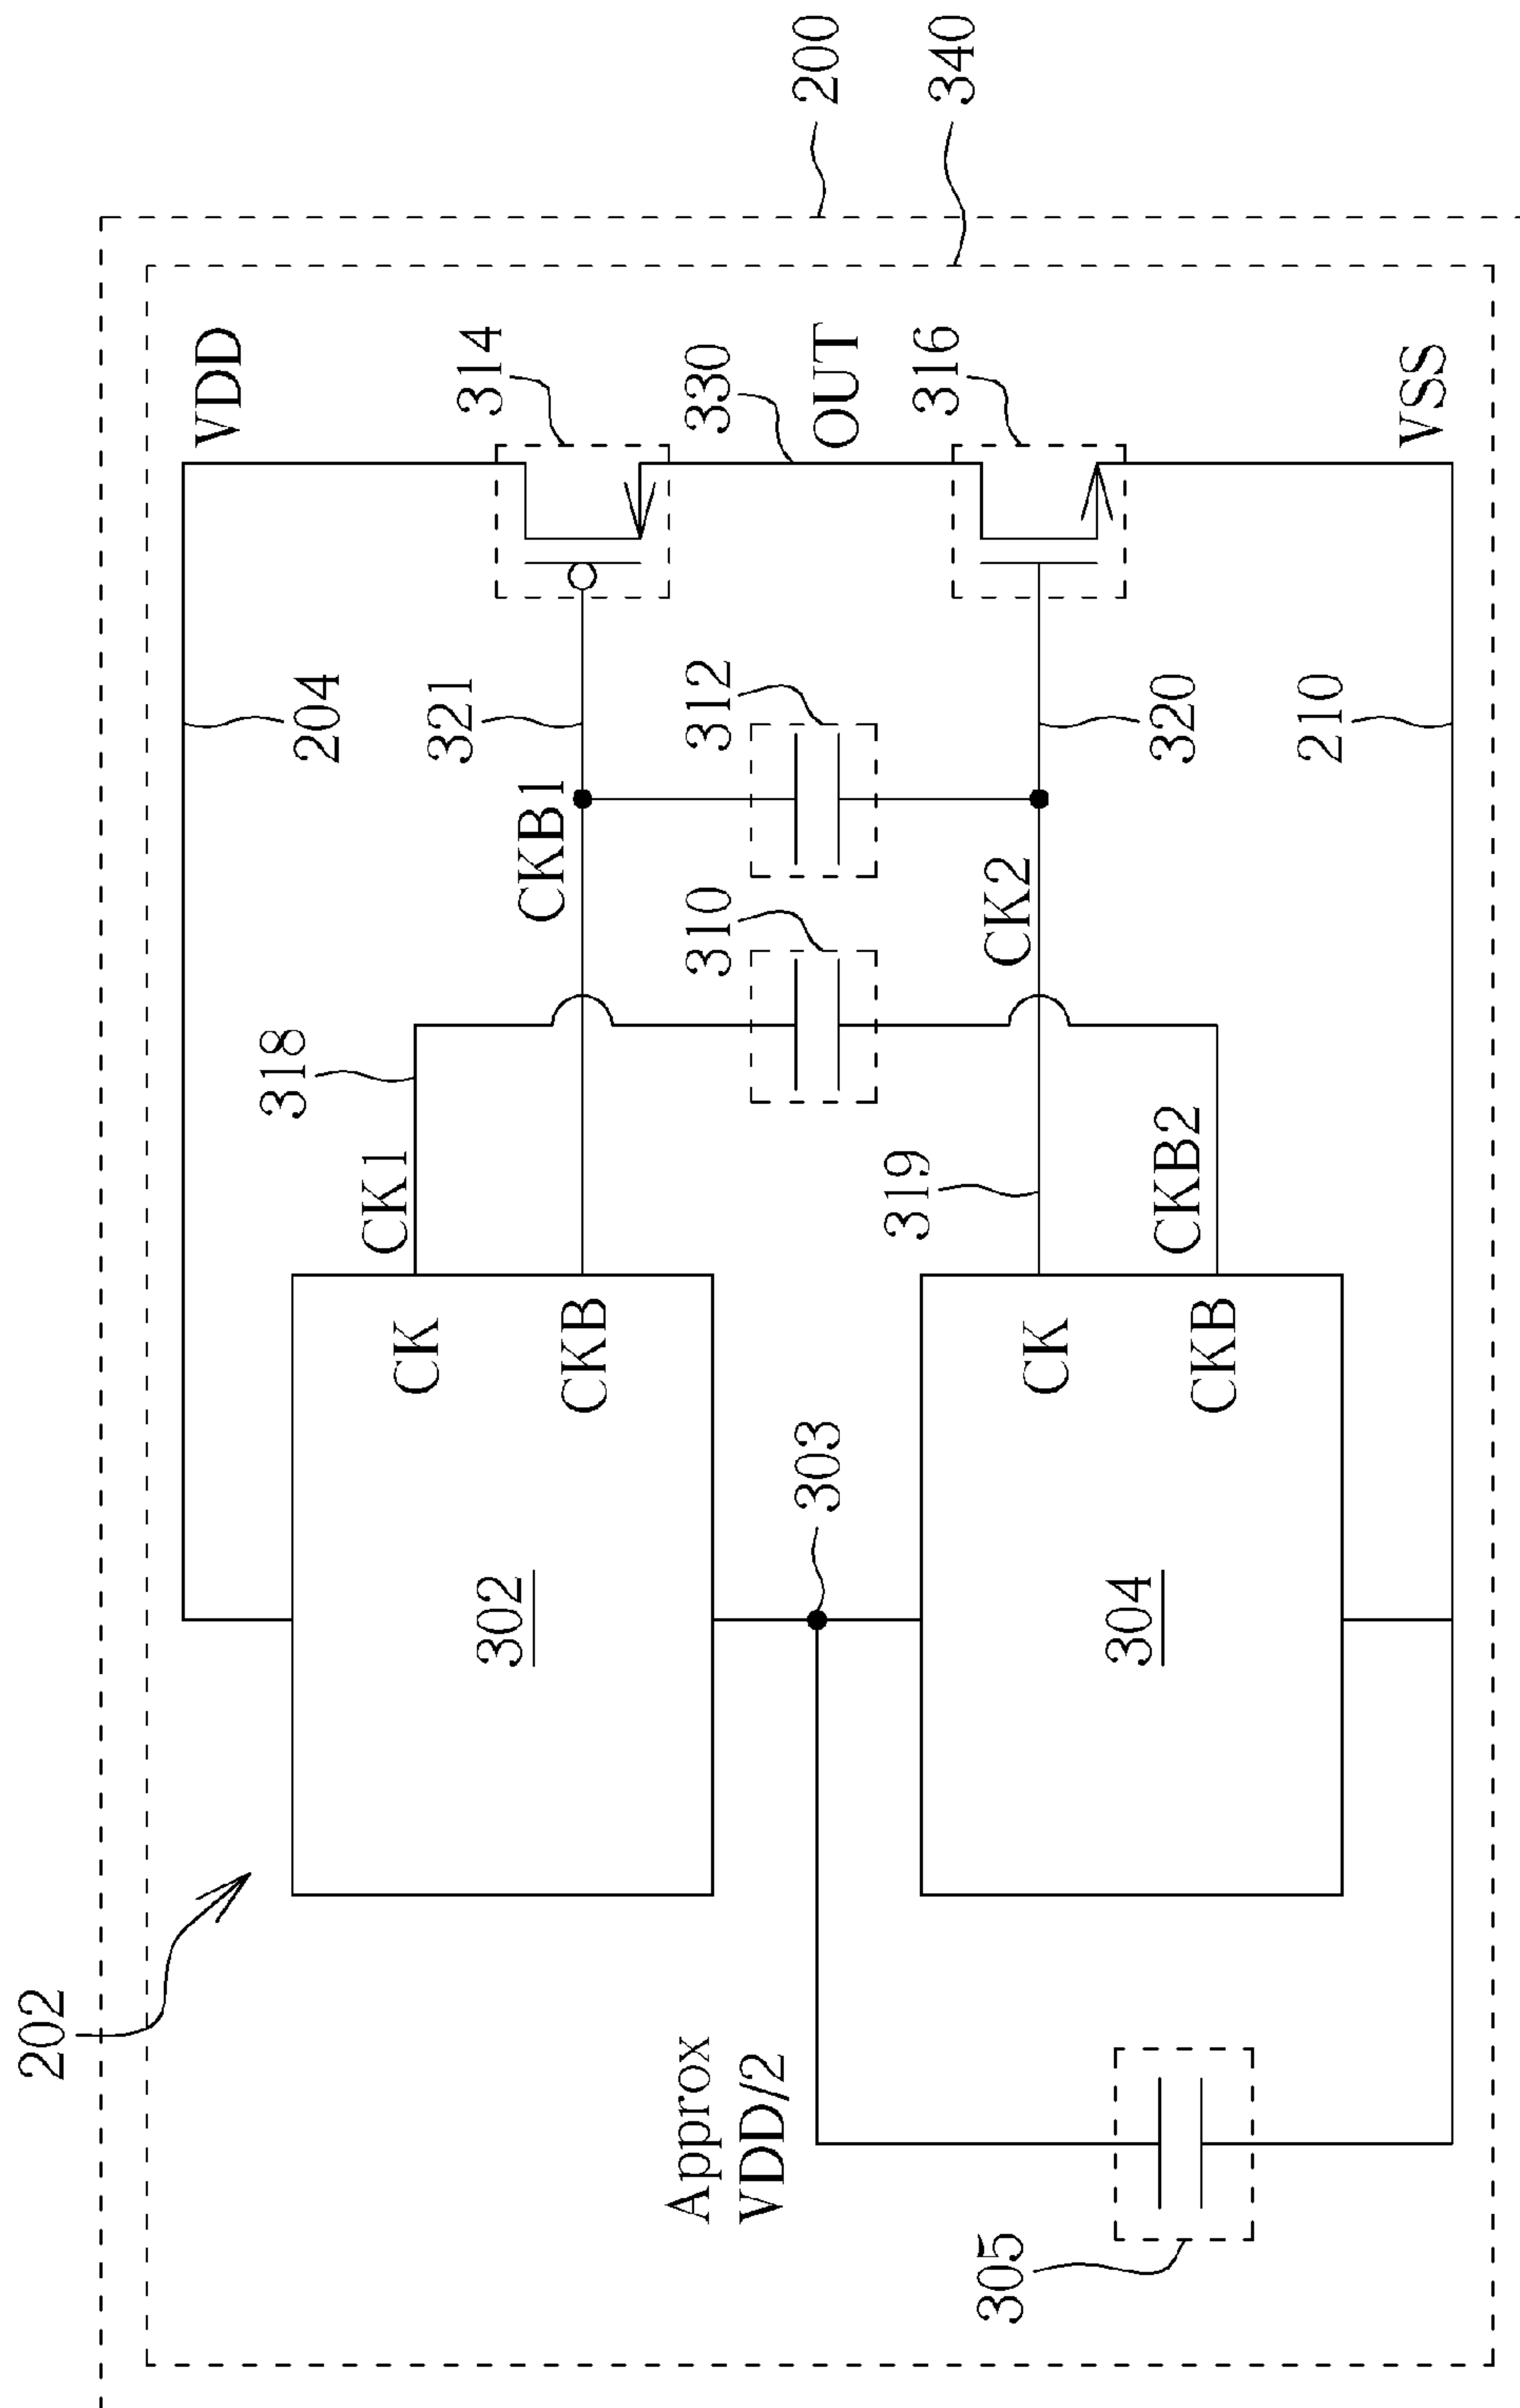 202
VDD
318
204
CK1
CK
321
314
302
CKB1
CKB
Approx
VDD/2
310
312
330
303
OUT
200
319
316
340
305
CK2
CK
304
CKB2
320
CKB
210
VSS